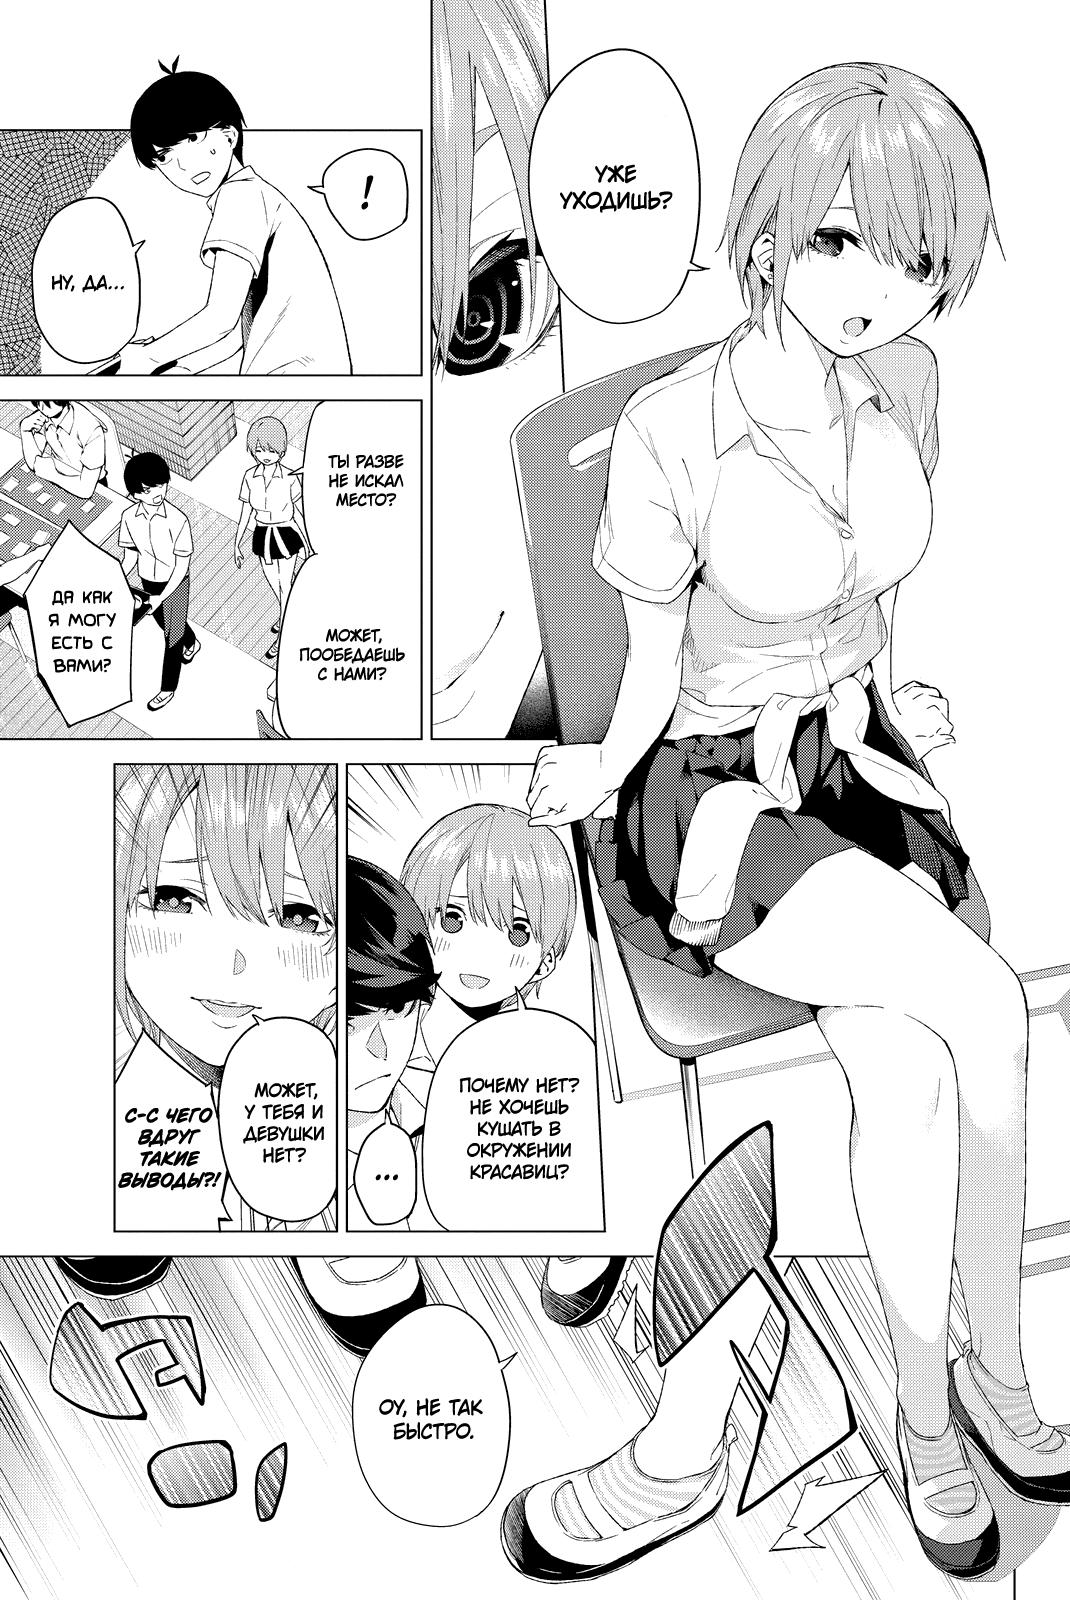 УЖЕ
УХОДИШЬ?
!
НУ, ДА...
ТЫ РАЗВЕ
НЕ ИСКАЛ
МЕСТО?
МОЖЕТ,
ПООБЕДАЕШЬ
С НАМИ?
ДА КАК
Я МОГУ
ЕСТЬ С
ВАМИ?
ПОЧЕМУ НЕТ?
НЕ ХОЧЕШЬ
КУШАТЬ В
ОКРУЖЕНИИ
КРАСАВИЦ?
...
МОЖЕТ,
У ТЕБЯ И
ДЕВУШКИ
НЕТ?
С-С ЧЕГО
ВДРУГ
ТАКИЕ
ВЫВОДЫ?!
ОУ, НЕ ТАК
БЫСТРО.